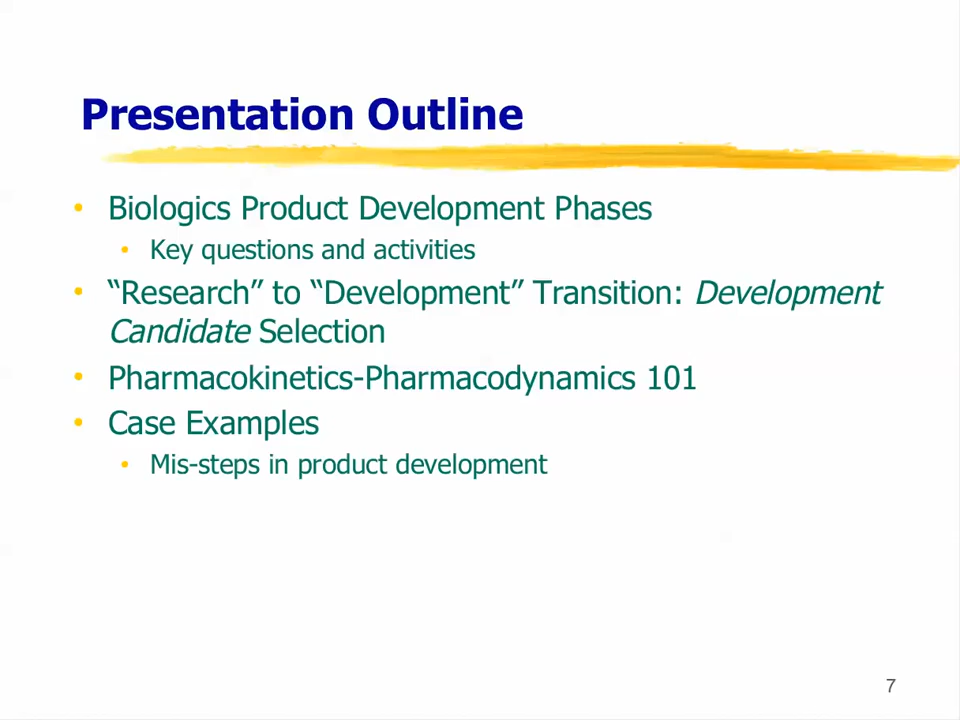 Presentation Outline
• Biologics Product Development Phases
• Key questions and activities
• “Research” to “Development” Transition: Development
Candidate Selection
• Pharmacokinetics-Pharmacodynamics 101
• Case Examples
• Mis-steps in product development
7